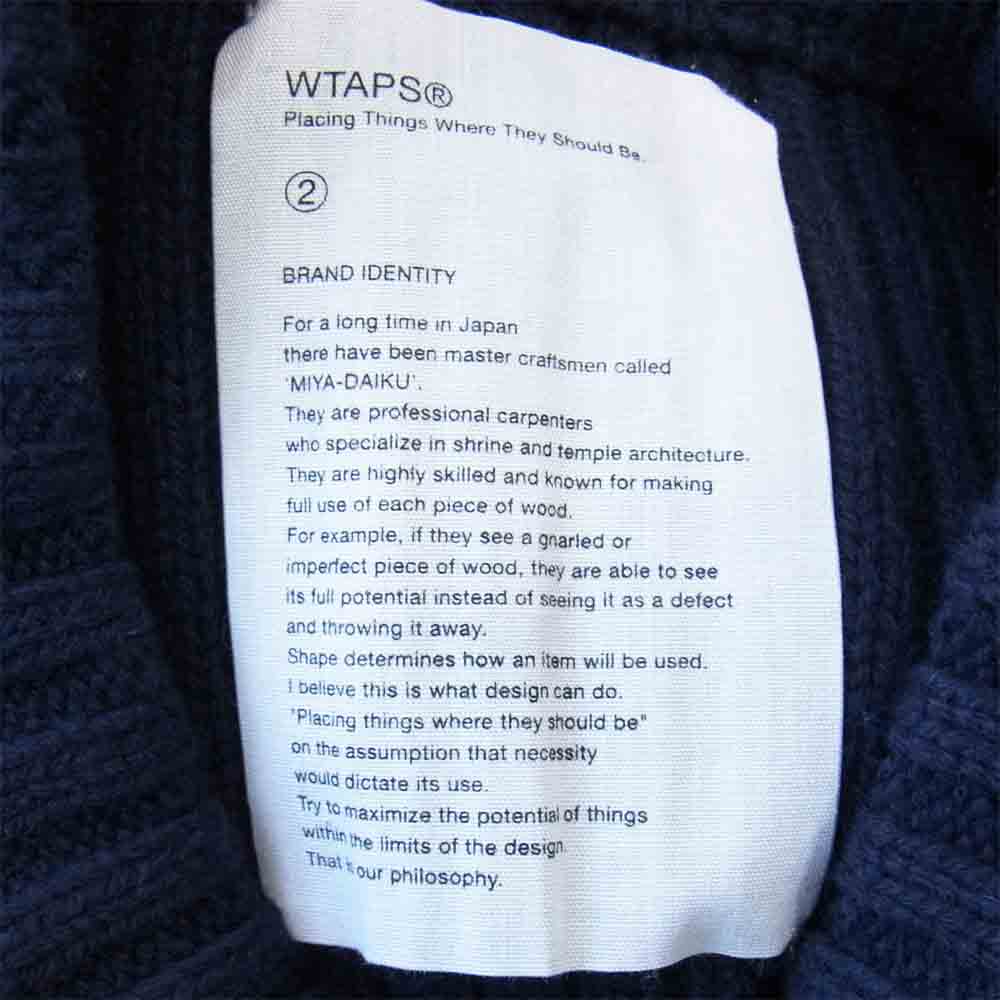 WTAPS®
Placing Things Where They Should Be.
②
BRAND IDENTITY
For a long time in Japan
there have been master craftsmen called
'MIYA-DAIKU'.
They are professional carpenters
who specialize in shrine and temple architecture.
They are highly skilled and known for making
full use of each piece of wood.
For example, if they see a gnarled or
imperfect piece of wood, they are able to see
its full potential instead of seeing it as a defect
and throwing it away.
Shape determines how an item will be used.
I believe this is what design can do.
"Placing things where they should be"
on the assumption that necessity
would dictate its use.
Try to maximize the potential of things
within the limits of the design.
That is our philosophy.